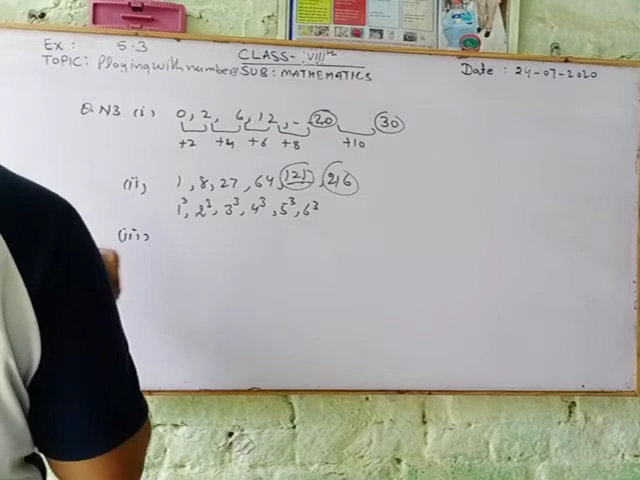 Ex: 5.3
CLASS-:VIIIth
TOPIC: Playing with numbers SUB: MATHEMATICS
Date: 24-07-2020
Q.N3 (i) 0, 2, 6, 12, - 20 30
+2 +4 +6 +8 +10
(ii) 1, 8, 27, 64, 125, 216
1³, 2³, 3³, 4³, 5³, 6³
(iii)